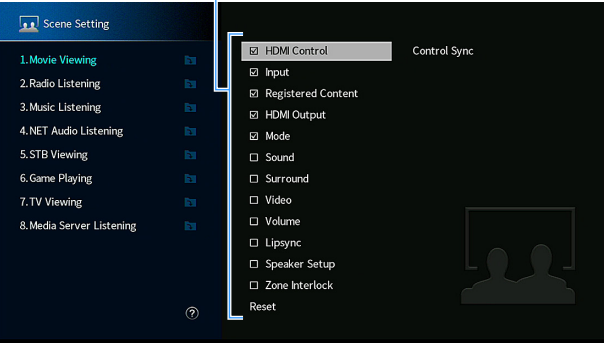 Scene Setting
1.Movie Viewing
2.Radio Listening
3.Music Listening
4.NET Audio Listening
5.STB Viewing
6.Game Playing
7.TV Viewing
8.Media Server Listening
?
HDMI Control
Control Sync
Input
Registered Content
HDMI Output
Mode
Sound
Surround
Video
Volume
Lipsync
Speaker Setup
Zone Interlock
Reset